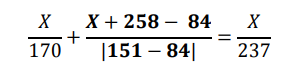 X/170 + X + 258 − 84/|151 − 84| = X/237